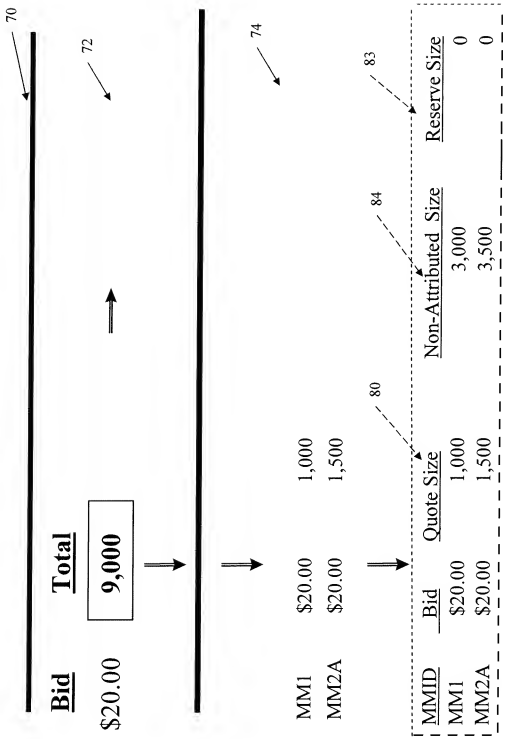 70
Bid Total
$20.00 9,000
72
74
MM1 $20.00 1,000
MM2A $20.00 1,500
80 84 83
MMID Bid Quote Size Non-Attributed Size Reserve Size
MM1 $20.00 1,000 3,000 0
MM2A $20.00 1,500 3,500 0